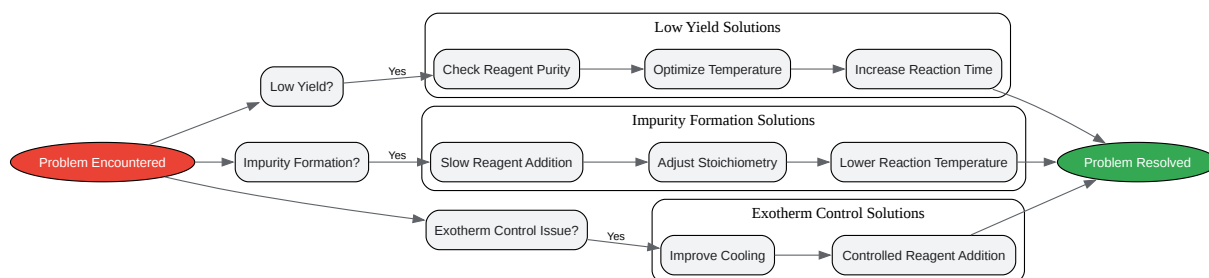 Low Yield Solutions
Low Yield?
Yes
Check Reagent Purity
Optimize Temperature
Increase Reaction Time
Problem Encountered
Impurity Formation Solutions
Impurity Formation?
Yes
Slow Reagent Addition
Adjust Stoichiometry
Lower Reaction Temperature
Problem Resolved
Exotherm Control Solutions
Exotherm Control Issue?
Yes
Improve Cooling
Controlled Reagent Addition